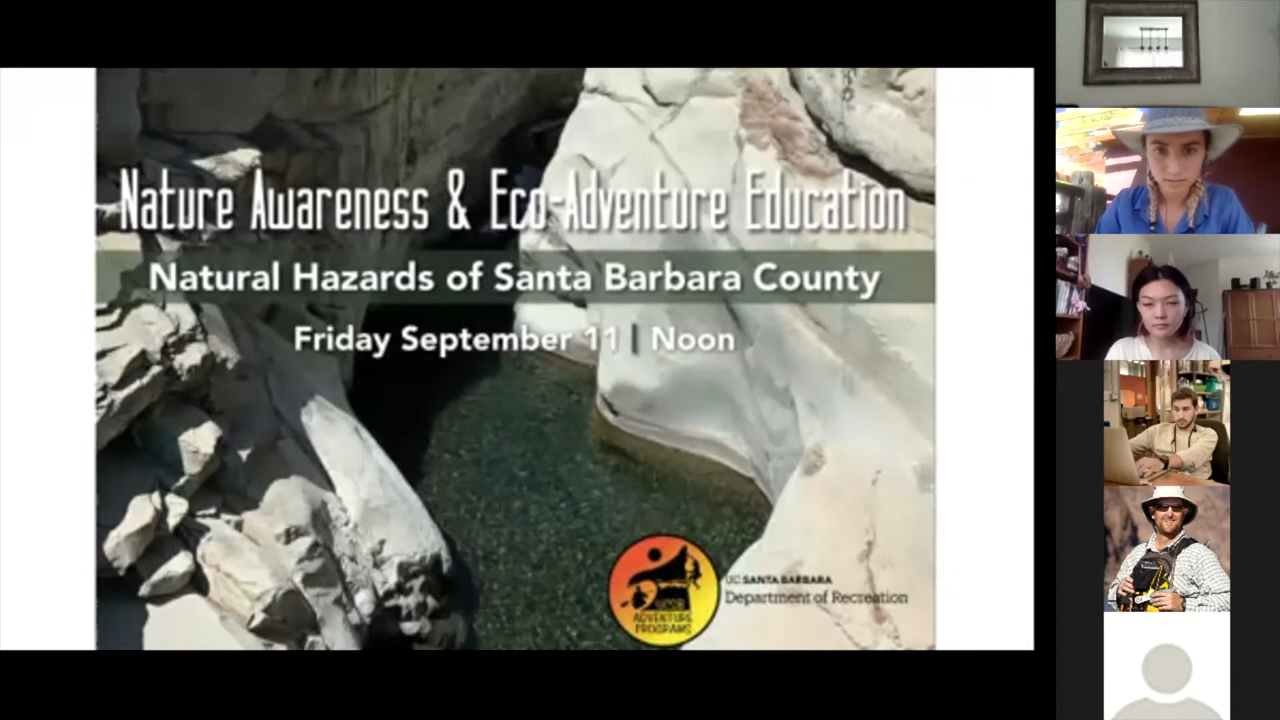 Nature Awareness & Eco-Adventure Education
Natural Hazards of Santa Barbara County
Friday September 11 | Noon
UC SANTA BARBARA
Department of Recreation
UCSB
ADVENTURE
PROGRAMS